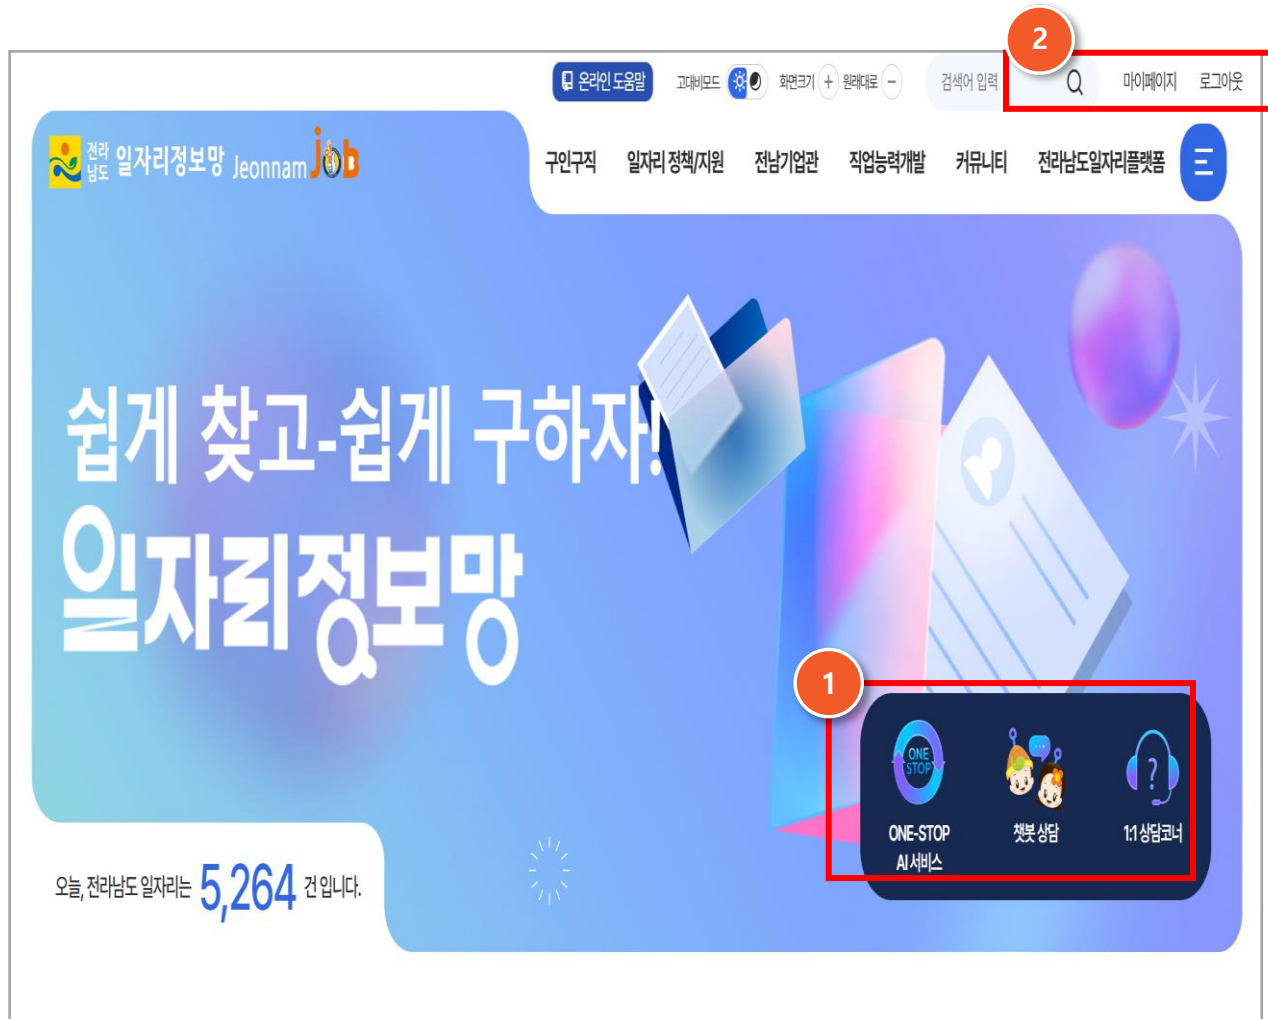 2
온라인 도움말 고대비모드 화면크기 + 원래대로 - 검색어 입력 마이페이지 로그아웃
전라
남도 일자리정보망 Jeonnam JOB
구인구직 일자리 정책/지원 전남기업관 직업능력개발 커뮤니티 전라남도일자리플랫폼
쉽게 찾고-쉽게 구하자!
일자리정보망
1
ONE
STOP
?
ONE-STOP 챗봇 상담 1:1 상담코너
AI 서비스
오늘, 전라남도 일자리는 5,264 건 입니다.